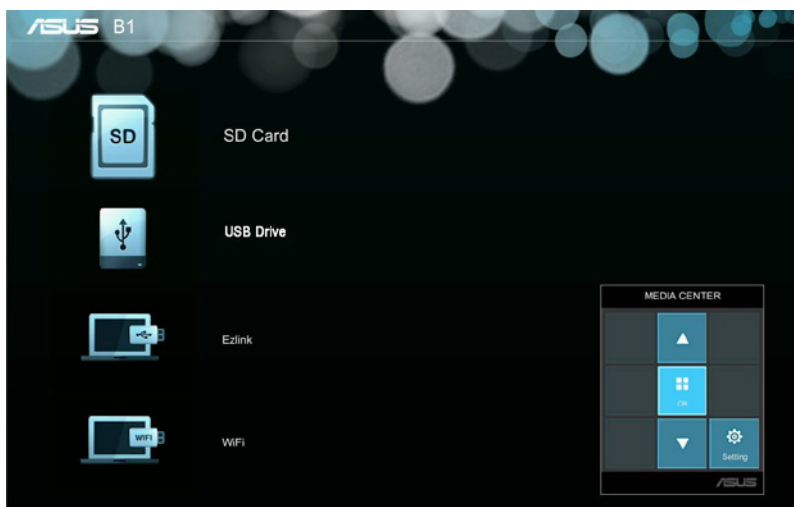 ASUS B1
SD
SD Card
USB Drive
Ezlink
WIFI
WiFi
MEDIA CENTER
OK
Setting
ASUS